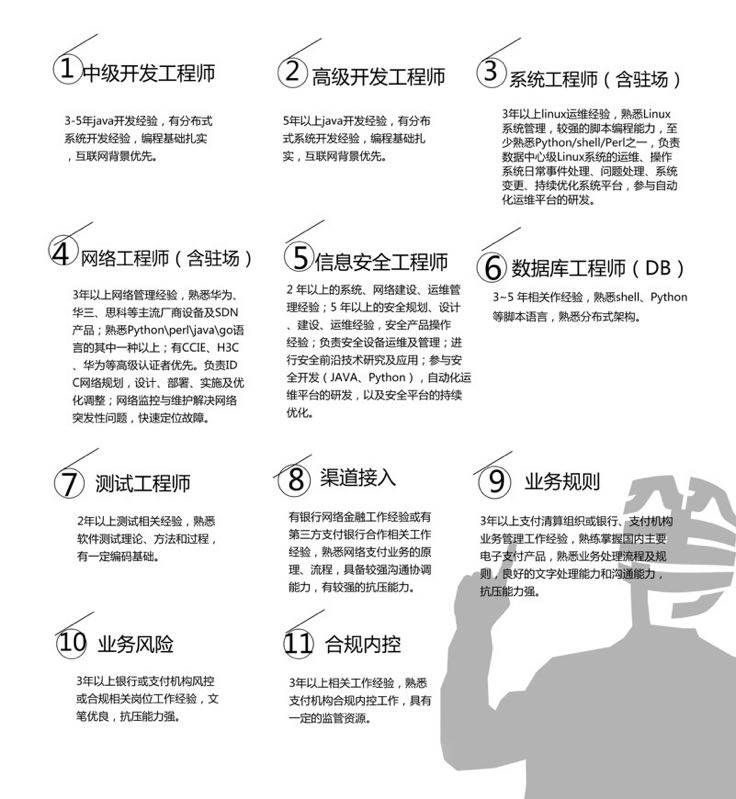 1 中级开发工程师
3-5年java开发经验，有分布式
系统开发经验，编程基础扎实
，互联网背景优先。
2 高级开发工程师
5年以上java开发经验，有分布
式系统开发经验，编程基础扎
实，互联网背景优先。
3 系统工程师（含驻场）
3年以上linux运维经验，熟悉Linux
系统管理，较强的脚本编程能力，至
少熟悉Python/shell/Perl之一，负责
数据中心级Linux系统的运维、操作
系统日常事件处理、问题处理、系统
变更、持续优化系统平台，参与自动
化运维平台的研发。
4 网络工程师（含驻场）
3年以上网络管理经验，熟悉华为、
华三、思科等主流厂商设备及SDN
产品；熟悉Python\perl\java\go语
言的其中一种以上；有CCIE、H3C
、华为等高级认证者优先。负责ID
C网络规划，设计、部署、实施及优
化调整；网络监控与维护解决网络
突发性问题，快速定位故障。
5 信息安全工程师
2 年以上的系统、网络建设、运维管
理经验；5 年以上的安全规划、设计
、建设、运维经验，安全产品操作
经验；负责安全设备运维及管理；进
行安全前沿技术研究及应用；参与安
全开发（JAVA、Python），自动化运
维平台的研发，以及安全平台的持续
优化。
6 数据库工程师（DB）
3~5 年相关作经验，熟悉shell、Python
等脚本语言，熟悉分布式架构。
7 测试工程师
2年以上测试相关经验，熟悉
软件测试理论、方法和过程，
有一定编码基础。
8 渠道接入
有银行网络金融工作经验或有
第三方支付银行合作相关工作
经验，熟悉网络支付业务的原
理、流程，具备较强沟通协调
能力，有较强的抗压能力。
9 业务规则
3年以上支付清算组织或银行、支付机构
业务管理工作经验，熟练掌握国内主要
电子支付产品，熟悉业务处理流程及规
则，良好的文字处理能力和沟通能力，
抗压能力强。
10 业务风险
3年以上银行或支付机构风控
或合规相关岗位工作经验，文
笔优良，抗压能力强。
11 合规内控
3年以上相关工作经验，熟悉
支付机构合规内控工作，具有
一定的监管资源。